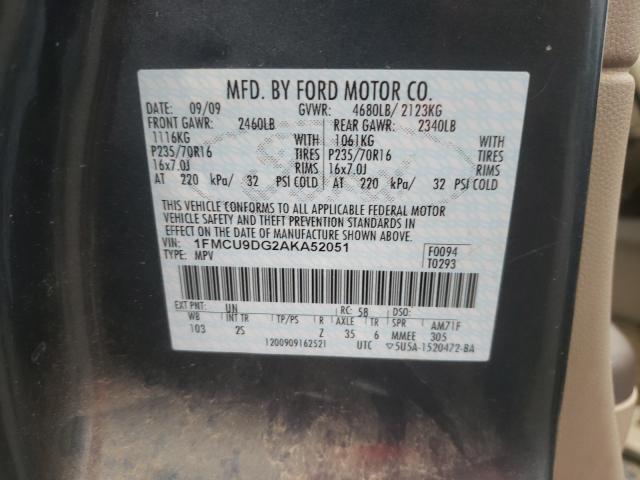 MFD. BY FORD MOTOR CO.
DATE: 09/09 GVWR: 4680LB/ 2123KG
FRONT GAWR: 2460LB REAR GAWR: 2340LB
1116KG WITH 1061KG WITH
P235/70R16 TIRES P235/70R16 TIRES
16x7.0J RIMS 16x7.0J RIMS
AT 220 kPa/ 32 PSI COLD AT 220 kPa/ 32 PSI COLD
THIS VEHICLE CONFORMS TO ALL APPLICABLE FEDERAL MOTOR
VEHICLE SAFETY AND THEFT PREVENTION STANDARDS IN
EFFECT ON THE DATE OF MANUFACTURE SHOWN ABOVE.
VIN: 1FMCU9DG2AKA52051 F0094
TYPE: MPV T0293
EXT PNT: UN RC: 58 DSO:
WB INT TR TP/PS R AXLE TR SPR AM71F
103 2S Z 35 6 MMEE 305
1200909162521 UTC ▽5U5A-1520472-BA